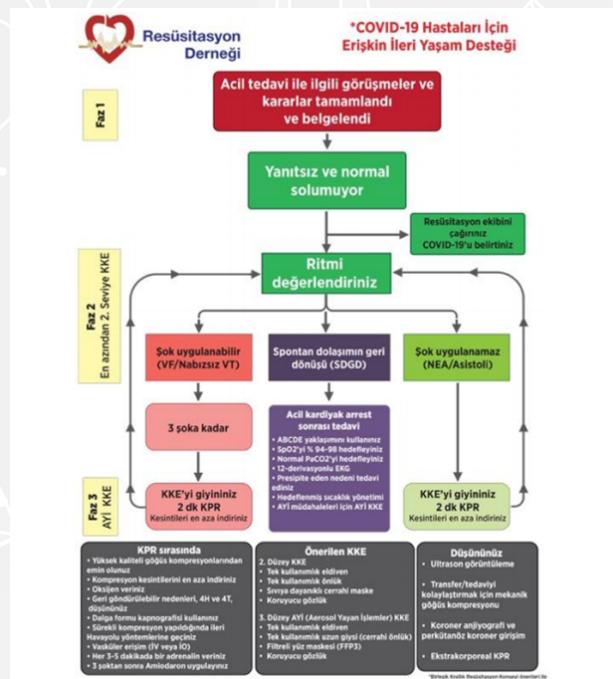 Resüsitasyon
Derneği
*COVID-19 Hastaları İçin
Erişkin İleri Yaşam Desteği
Faz 1
Acil tedavi ile ilgili görüşmeler ve
kararlar tamamlandı
ve belgelendi
Yanıtsız ve normal
solumuyor
Resüsitasyon ekibini
çağırınız
COVID-19'u belirtiniz
Faz 2
En azından 2. Seviye KKE
Ritmi
değerlendiriniz
Şok uygulanabilir
(VF/Nabızsız VT)
Spontan dolaşımın geri
dönüşü (SDGD)
Şok uygulanamaz
(NEA/Asistoli)
3 şoka kadar
Acil kardiyak arrest
sonrası tedavi
• ABCDE yaklaşımını kullanınız
• SpO2'yi % 94-98 hedefleyiniz
• Normal PaCO2'yi hedefleyiniz
• 12-derivasyonlu EKG
• Presipite eden nedeni tedavi
ediniz
• Hedeflenmiş sıcaklık yönetimi
• AYİ müdahaleleri için AYİ KKE
Faz 3
AYİ KKE
KKE'yi giyininiz
2 dk KPR
Kesintileri en aza indiriniz
KKE'yi giyininiz
2 dk KPR
Kesintileri en aza indiriniz
KPR sırasında
• Yüksek kaliteli göğüs kompresyonlarından
emin olunuz
• Kompresyon kesintilerini en aza indiriniz
• Oksijen veriniz
• Geri göndürülebilir nedenleri, 4H ve 4T,
düşününüz
• Dalga formu kapnografisi kullanınız
• Sürekli kompresyon yapıldığında ileri
Havayolu yöntemlerine geçiniz
• Vasküler erişim (İV veya İO)
• Her 3-5 dakikada bir adrenalin veriniz
• 3 şoktan sonra Amiodaron uygulayınız
Önerilen KKE
2. Düzey KKE
• Tek kullanımlık eldiven
• Tek kullanımlık önlük
• Sıvıya dayanıklı cerrahi maske
• Koruyucu gözlük
3. Düzey AYİ (Aerosol Yayan İşlemler) KKE
• Tek kullanımlık eldiven
• Tek kullanımlık uzun giysi (cerrahi önlük)
• Filtreli yüz maskesi (FFP3)
• Koruyucu gözlük
Düşününüz
• Ultrason görüntüleme
• Transfer/tedaviyi
kolaylaştırmak için mekanik
göğüs kompresyonu
• Koroner anjiyografi ve
perkütanöz koroner girişim
• Ekstrakorporeal KPR
*Birleşik Krallık Resüsitasyon Konseyi önerileri ile